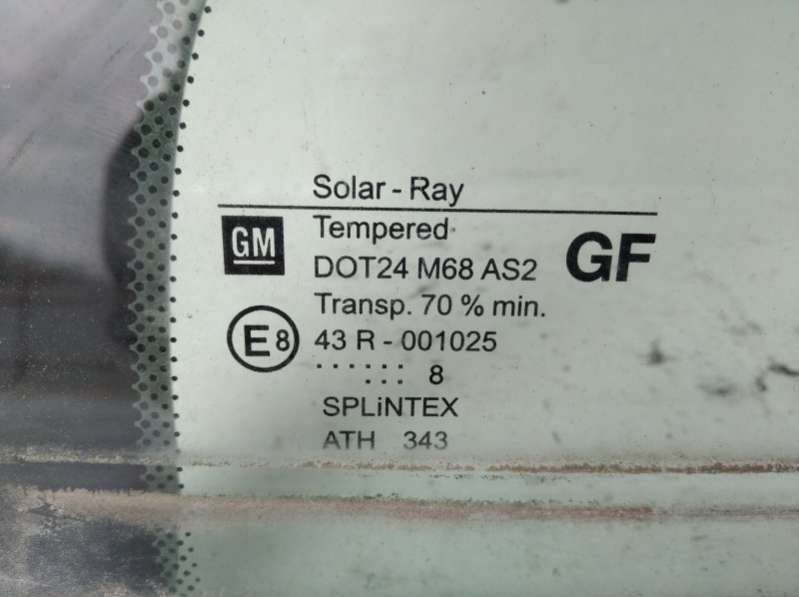 Solar - Ray
GM
Tempered
DOT24 M68 AS2
GF
Transp. 70 % min.
E8
43 R - 001025
....... ...... 8
SPLiNTEX
ATH 343